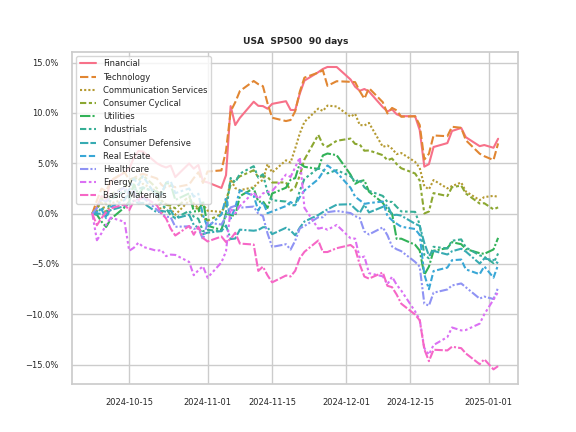 USA  SP500  90 days
15.0%
10.0%
5.0%
0.0%
−5.0%
−10.0%
−15.0%
Financial
Technology
Communication Services
Consumer Cyclical
Utilities
Industrials
Consumer Defensive
Real Estate
Healthcare
Energy
Basic Materials
2024-10-15 2024-11-01 2024-11-15 2024-12-01 2024-12-15 2025-01-01